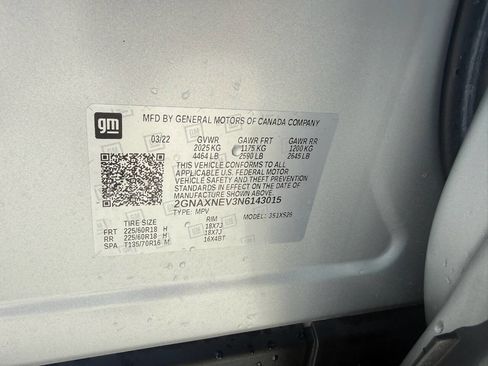 gm
MFD BY GENERAL MOTORS OF CANADA COMPANY
03/22 GVWR GAWR FRT GAWR RR
2025 KG 1175 KG 1200 KG
4464 LB 2590 LB 2645 LB
THIS VEHICLE CONFORMS TO ALL
APPLICABLE U.S. FEDERAL MOTOR
VEHICLE SAFETY AND THEFT PREVENTION
STANDARDS IN EFFECT ON THE DATE OF
MANUFACTURE SHOWN ABOVE.
2GNAXNEV3N6143015
TYPE: MPV 351XS26
TIRE SIZE RIM
FRT 225/60R18 H 18X7J
RR 225/60R18 H 18X7J
SPA T135/70R16 M 16X4BT